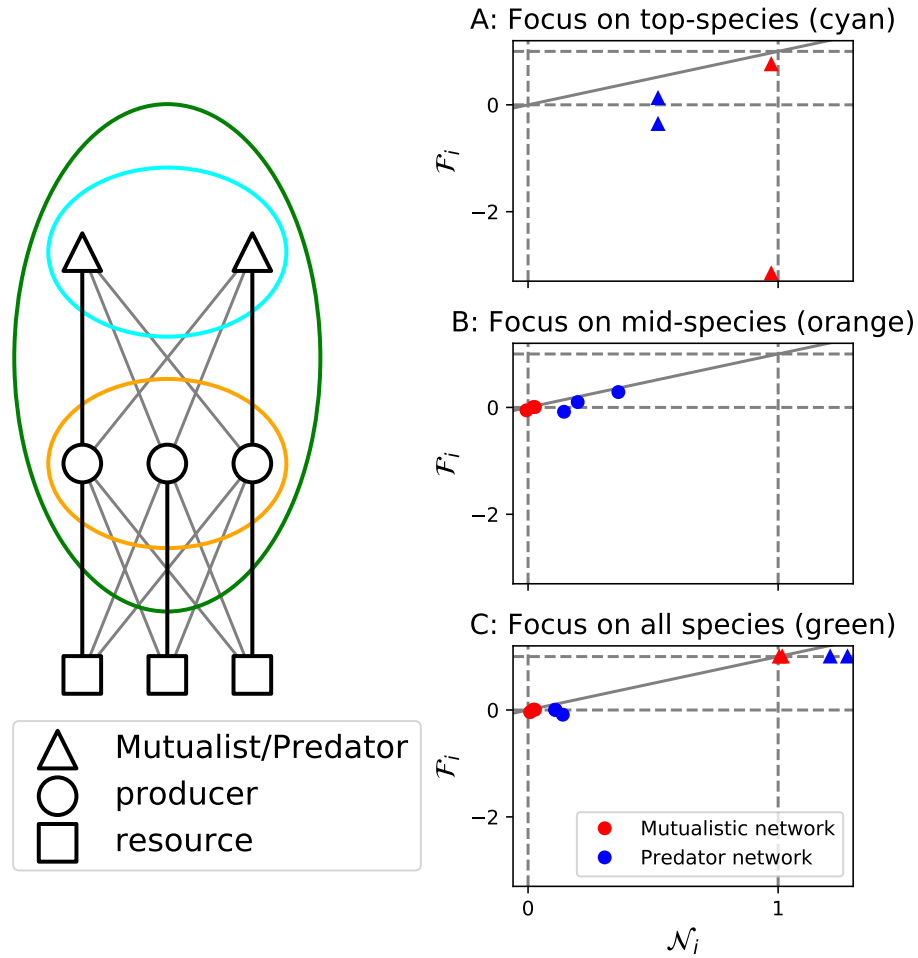 A: Focus on top-species (cyan)
0
−2
ℱi
B: Focus on mid-species (orange)
0
−2
ℱi
C: Focus on all species (green)
0
−2
ℱi
0 1
𝒩i
Mutualistic network
Predator network
Mutualist/Predator
producer
resource